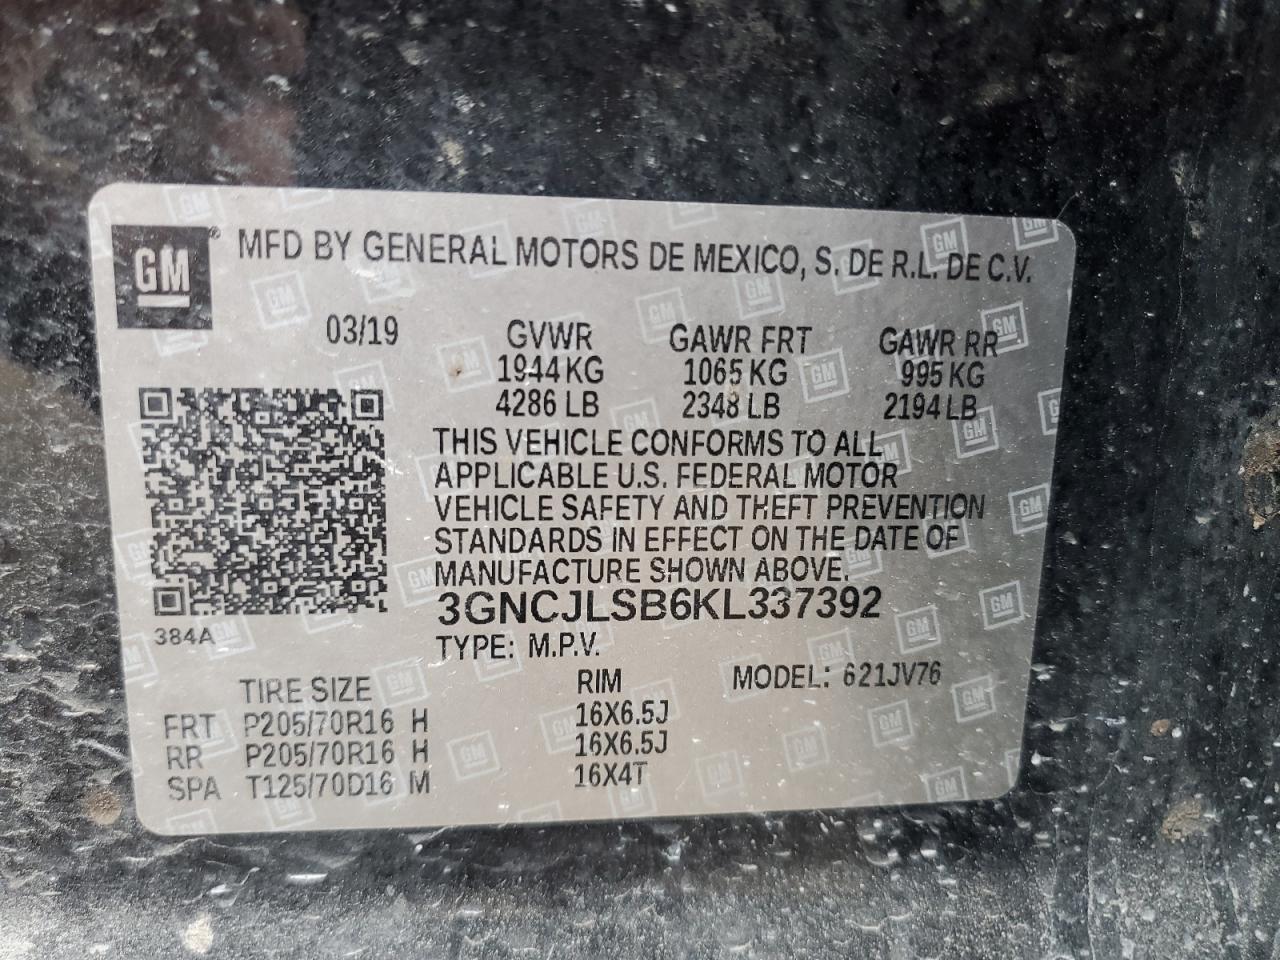 GM® MFD BY GENERAL MOTORS DE MEXICO, S. DE R.L. DE C.V.
03/19 GVWR GAWR FRT GAWR RR
1944 KG 1065 KG 995 KG
4286 LB 2348 LB 2194 LB
THIS VEHICLE CONFORMS TO ALL
APPLICABLE U.S. FEDERAL MOTOR
VEHICLE SAFETY AND THEFT PREVENTION
STANDARDS IN EFFECT ON THE DATE OF
MANUFACTURE SHOWN ABOVE.
3GNCJLSB6KL337392
384A
TYPE: M.P.V.
TIRE SIZE RIM MODEL: 621JV76
FRT P205/70R16 H 16X6.5J
RR P205/70R16 H 16X6.5J
SPA T125/70D16 M 16X4T